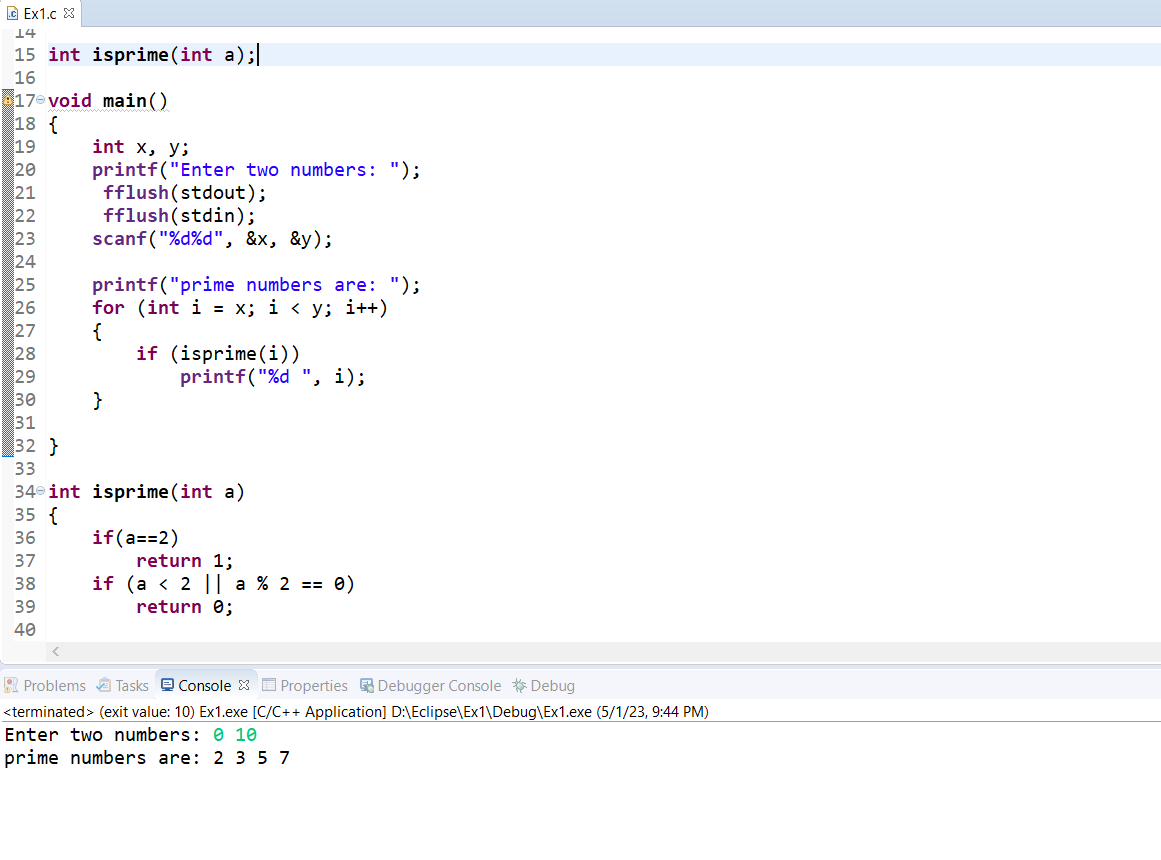 Ex1.c
14
15 int isprime(int a);
16
17 void main()
18 {
19     int x, y;
20     printf("Enter two numbers: ");
21      fflush(stdout);
22      fflush(stdin);
23     scanf("%d%d", &x, &y);
24
25     printf("prime numbers are: ");
26     for (int i = x; i < y; i++)
27     {
28         if (isprime(i))
29             printf("%d ", i);
30     }
31
32 }
33
34 int isprime(int a)
35 {
36     if(a==2)
37         return 1;
38     if (a < 2 || a % 2 == 0)
39         return 0;
40
Problems Tasks Console Properties Debugger Console Debug
<terminated> (exit value: 10) Ex1.exe [C/C++ Application] D:\Eclipse\Ex1\Debug\Ex1.exe (5/1/23, 9:44 PM)
Enter two numbers: 0 10
prime numbers are: 2 3 5 7